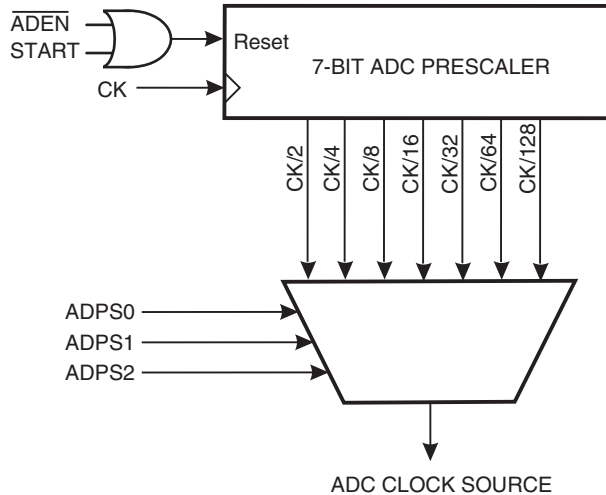 ADEN
START
Reset
7-BIT ADC PRESCALER
CK
CK/2
CK/4
CK/8
CK/16
CK/32
CK/64
CK/128
ADPS0
ADPS1
ADPS2
ADC CLOCK SOURCE